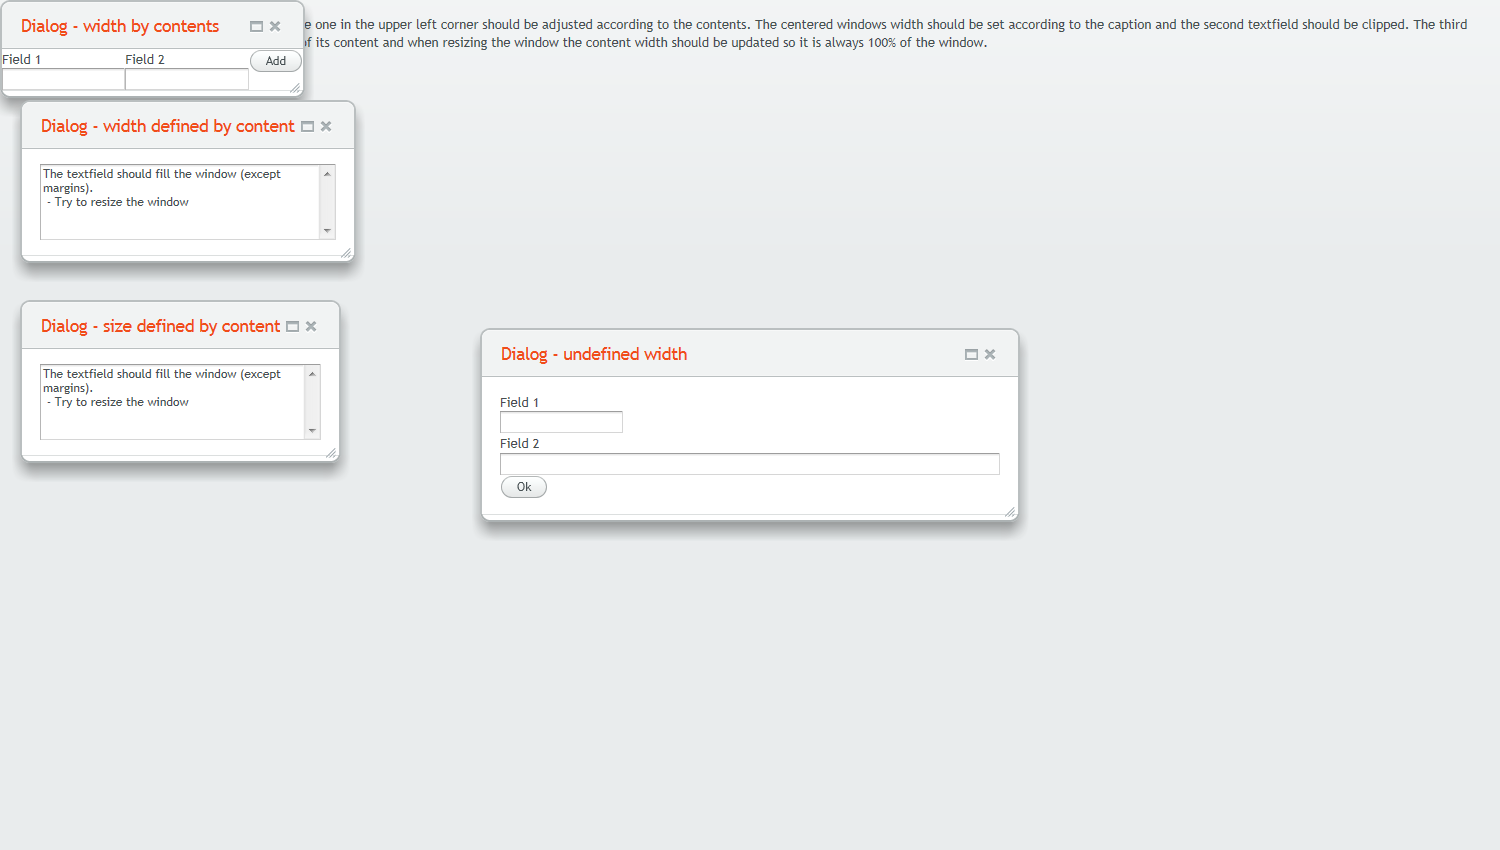 Dialog - width by contents
one in the upper left corner should be adjusted according to the contents. The centered windows width should be set according to the caption and the second textfield should be clipped. The third
its content and when resizing the window the content width should be updated so it is always 100% of the window.
Field 1 Field 2 Add
Dialog - width defined by content
The textfield should fill the window (except
margins).
- Try to resize the window
Dialog - size defined by content
The textfield should fill the window (except
margins).
- Try to resize the window
Dialog - undefined width
Field 1
Field 2
Ok